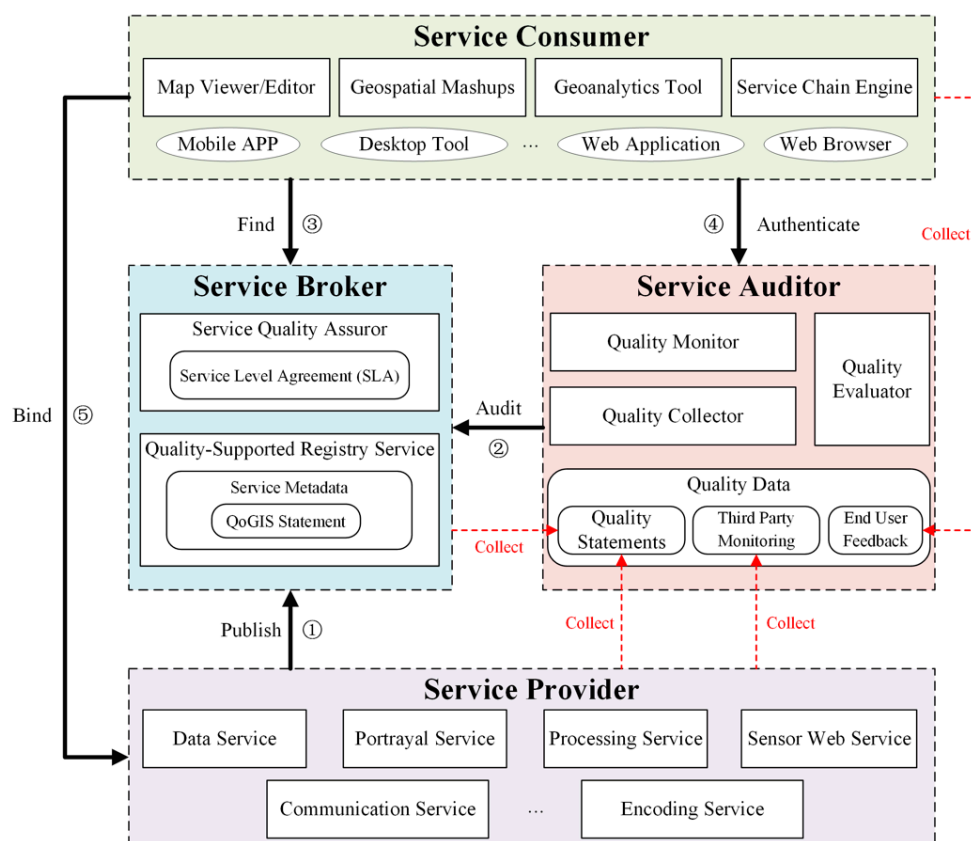 Service Consumer
Map Viewer/Editor
Geospatial Mashups
Geoanalytics Tool
Service Chain Engine
Mobile APP
Desktop Tool
...
Web Application
Web Browser
Find ③
④ Authenticate
Collect
Service Broker
Service Quality Assuror
Service Level Agreement (SLA)
Quality-Supported Registry Service
Service Metadata
QoGIS Statement
Bind ⑤
Audit
②
Service Auditor
Quality Monitor
Quality Collector
Quality
Evaluator
Quality Data
Quality
Statements
Third Party
Monitoring
End User
Feedback
Collect
Publish ①
Collect
Collect
Service Provider
Data Service
Portrayal Service
Processing Service
Sensor Web Service
Communication Service
...
Encoding Service